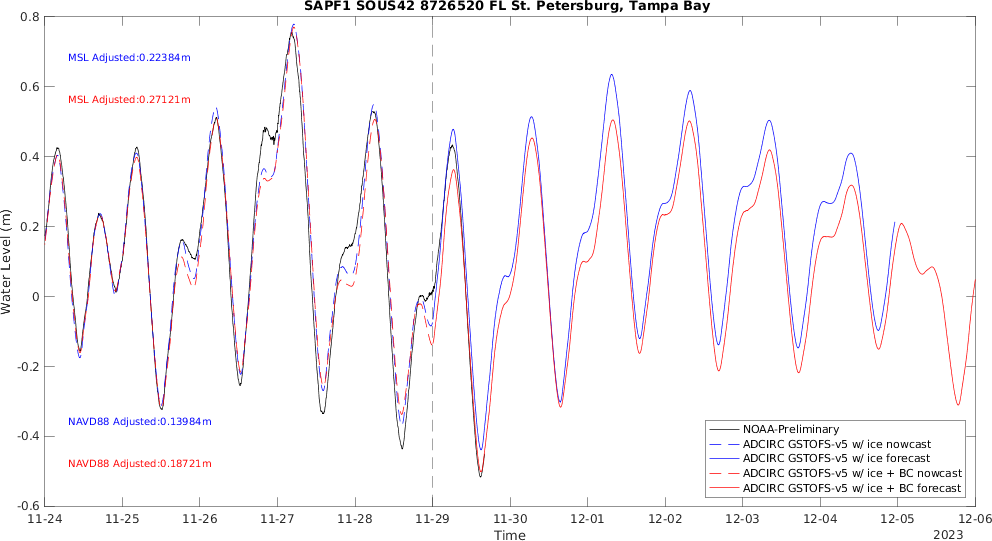 SAPF1 SOUS42 8726520 FL St. Petersburg, Tampa Bay
0.8
0.6
0.4
0.2
0
-0.2
-0.4
-0.6
Water Level (m)
MSL Adjusted:0.22384m
MSL Adjusted:0.27121m
NAVD88 Adjusted:0.13984m
NAVD88 Adjusted:0.18721m
NOAA-Preliminary
ADCIRC GSTOFS-v5 w/ ice nowcast
ADCIRC GSTOFS-v5 w/ ice forecast
ADCIRC GSTOFS-v5 w/ ice + BC nowcast
ADCIRC GSTOFS-v5 w/ ice + BC forecast
11-24 11-25 11-26 11-27 11-28 11-29 11-30 12-01 12-02 12-03 12-04 12-05 12-06
Time
2023